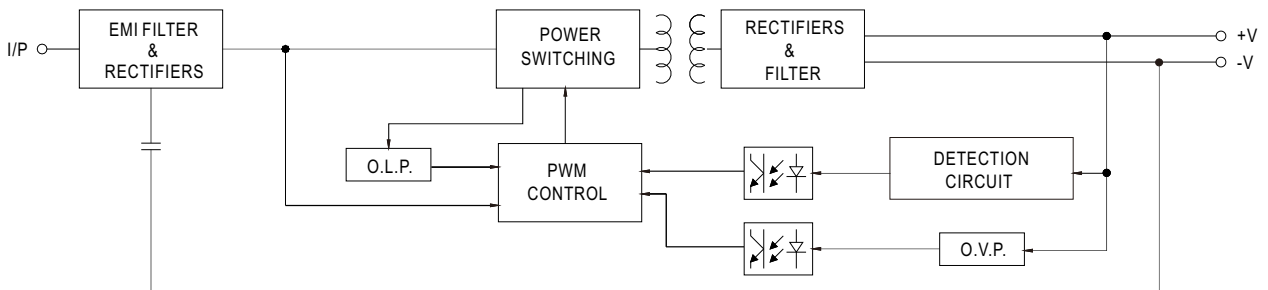 I/P
EMI FILTER
&
RECTIFIERS
POWER
SWITCHING
RECTIFIERS
&
FILTER
+V
-V
O.L.P.
PWM
CONTROL
DETECTION
CIRCUIT
O.V.P.